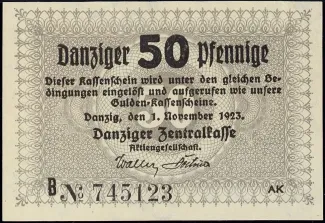 Danziger 50 Pfennige
Dieser Kassenschein wird unter den gleichen Be-
dingungen eingelöst und aufgerufen wie unsere
Gulden-Kassenscheine.
Danzig, den 1. November 1923.
Danziger Zentralkasse
Aktiengesellschaft.
B № 745123
AK